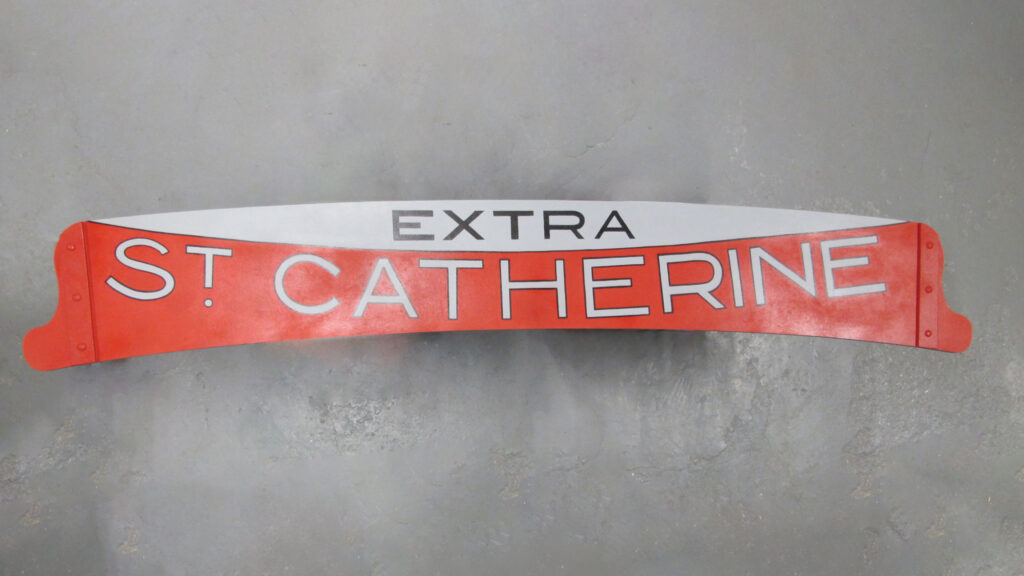 EXTRA
ST. CATHERINE